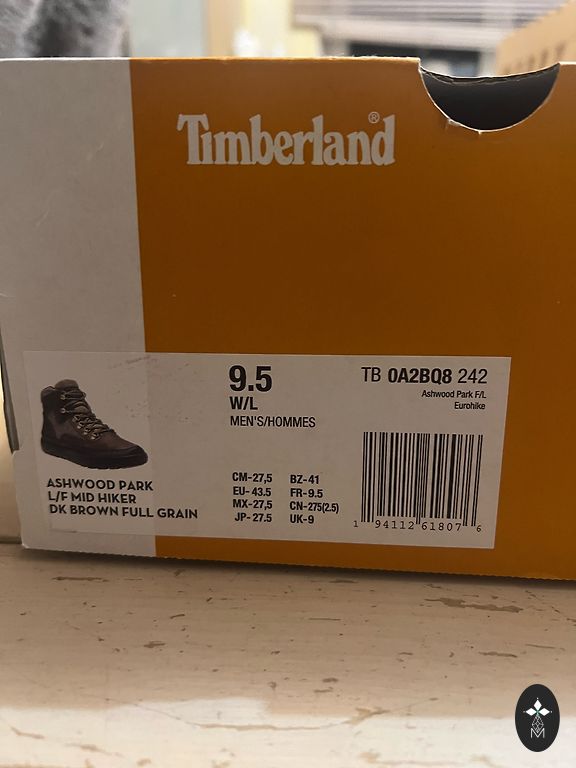 Timberland®
9.5
W/L
MEN'S/HOMMES
TB 0A2BQ8 242
Ashwood Park F/L
Eurohike
ASHWOOD PARK
L/F MID HIKER
DK BROWN FULL GRAIN
CM-27,5 BZ-41
EU-43.5 FR-9.5
MX-27,5 CN-275(2.5)
JP-27.5 UK-9
1 94112 61807 6
M